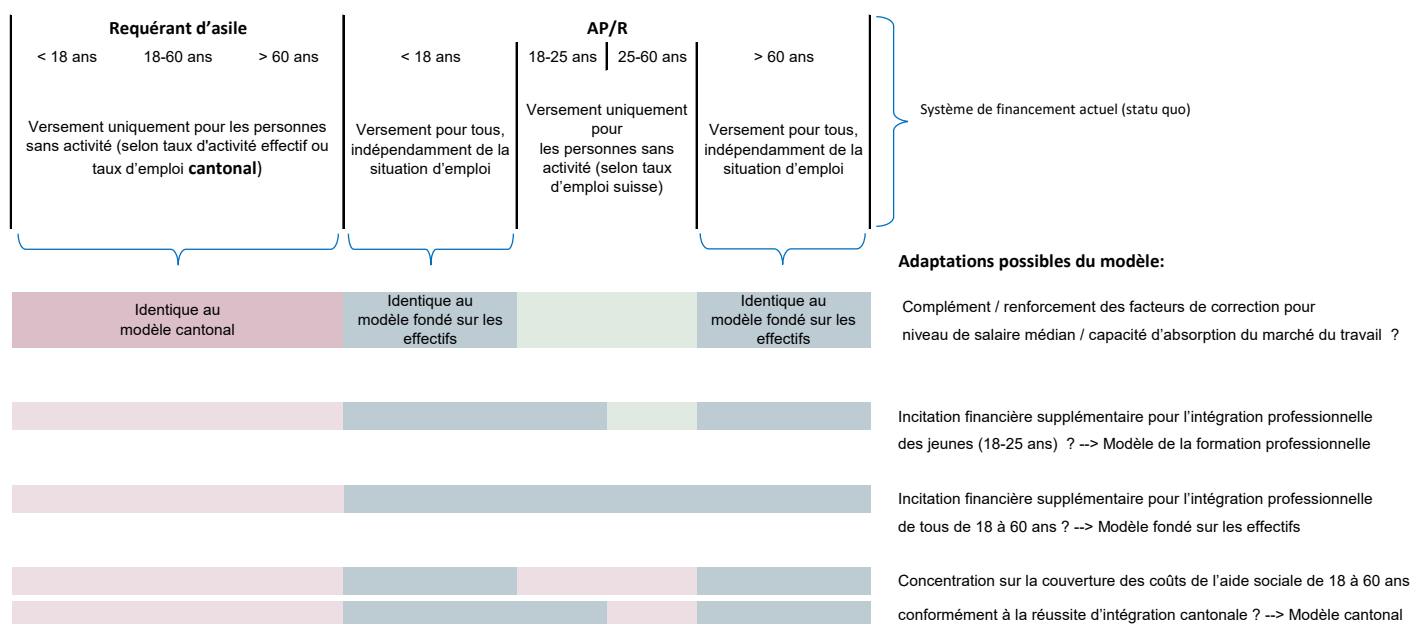 Requérant d'asile
AP/R
< 18 ans
18-60 ans
> 60 ans
< 18 ans
18-25 ans
25-60 ans
> 60 ans
Versement uniquement pour les personnes
sans activité (selon taux d'activité effectif ou
taux d'emploi cantonal)
Versement pour tous,
indépendamment de la
situation d'emploi
Versement uniquement
pour
les personnes sans
activité (selon taux
d'emploi suisse)
Versement pour tous,
indépendamment de la
situation d'emploi
Système de financement actuel (statu quo)
Adaptations possibles du modèle:
Identique au
modèle cantonal
Identique au
modèle fondé sur les
effectifs
Identique au
modèle fondé sur les
effectifs
Complément / renforcement des facteurs de correction pour
niveau de salaire médian / capacité d'absorption du marché du travail ?
Incitation financière supplémentaire pour l'intégration professionnelle
des jeunes (18-25 ans) ? --> Modèle de la formation professionnelle
Incitation financière supplémentaire pour l'intégration professionnelle
de tous de 18 à 60 ans ? --> Modèle fondé sur les effectifs
Concentration sur la couverture des coûts de l'aide sociale de 18 à 60 ans
conformément à la réussite d'intégration cantonale ? --> Modèle cantonal